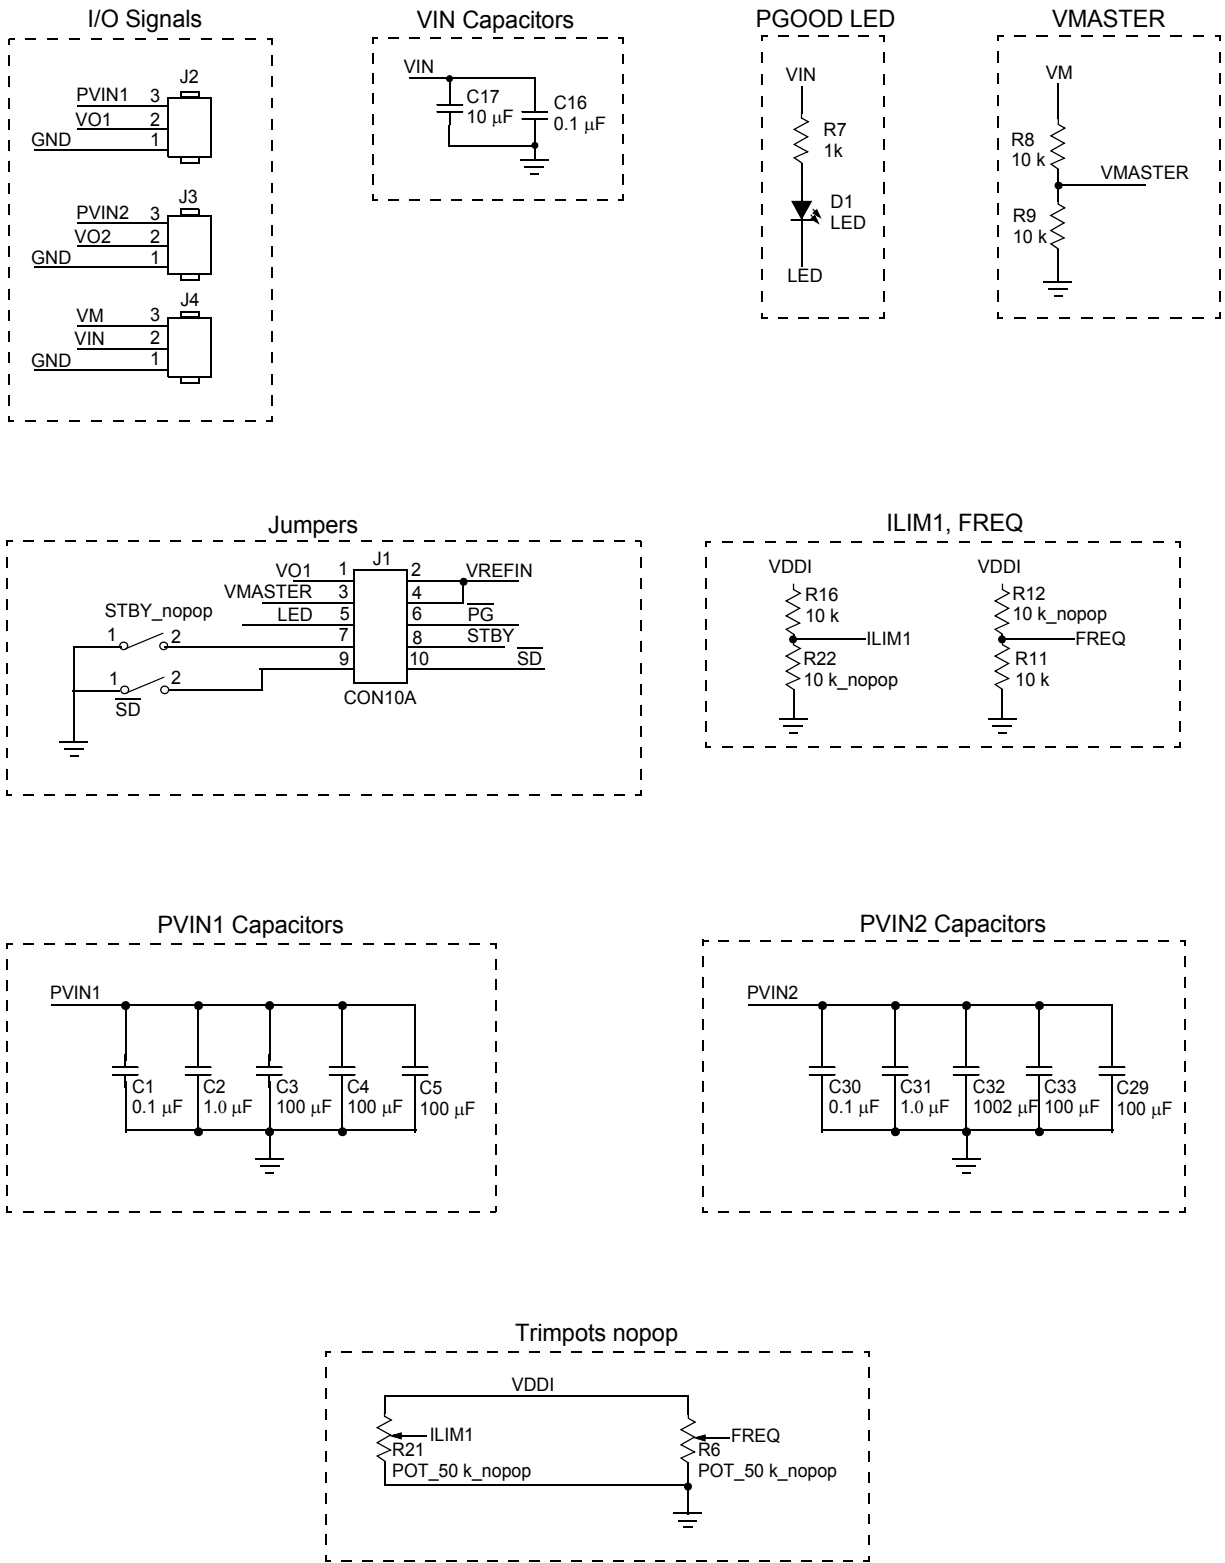 I/O Signals
J2
PVIN1 3
VO1 2
GND 1
J3
PVIN2 3
VO2 2
GND 1
J4
VM 3
VIN 2
GND 1
VIN Capacitors
VIN
C17
10 μF
C16
0.1 μF
PGOOD LED
VIN
R7
1k
D1
LED
LED
VMASTER
VM
R8
10 k
VMASTER
R9
10 k
Jumpers
J1
VO1 1
2 VREFIN
VMASTER 3
4
LED 5
6 PG
7
8 STBY
9
10 SD
CON10A
STBY_nopop
1 2
1 2
SD
ILIM1, FREQ
VDDI
R16
10 k
ILIM1
R22
10 k_nopop
VDDI
R12
10 k_nopop
FREQ
R11
10 k
PVIN1 Capacitors
PVIN1
C1
0.1 μF
C2
1.0 μF
C3
100 μF
C4
100 μF
C5
100 μF
PVIN2 Capacitors
PVIN2
C30
0.1 μF
C31
1.0 μF
C32
1002 μF
C33
100 μF
C29
100 μF
Trimpots nopop
VDDI
ILIM1
R21
POT_50 k_nopop
FREQ
R6
POT_50 k_nopop